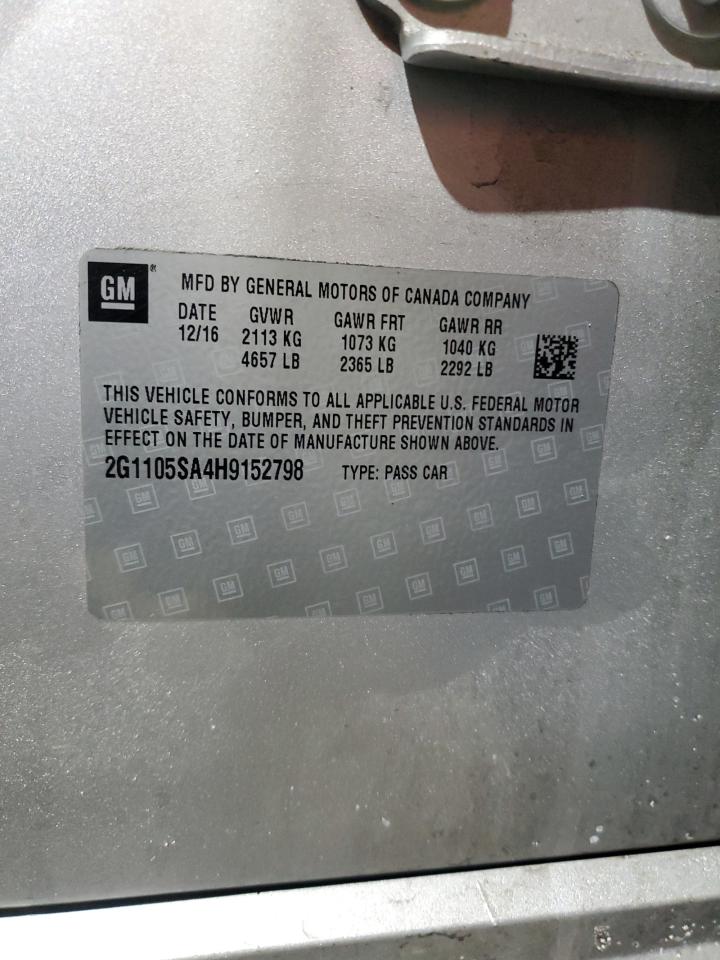 GM ® MFD BY GENERAL MOTORS OF CANADA COMPANY
DATE GVWR GAWR FRT GAWR RR
12/16 2113 KG 1073 KG 1040 KG
4657 LB 2365 LB 2292 LB
THIS VEHICLE CONFORMS TO ALL APPLICABLE U.S. FEDERAL MOTOR
VEHICLE SAFETY, BUMPER, AND THEFT PREVENTION STANDARDS IN
EFFECT ON THE DATE OF MANUFACTURE SHOWN ABOVE.
2G1105SA4H9152798 TYPE: PASS CAR